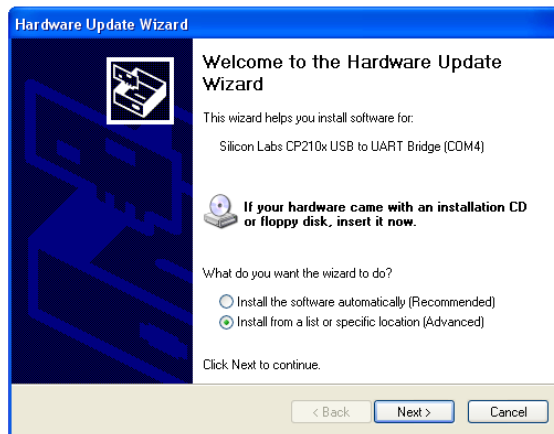 Hardware Update Wizard
Welcome to the Hardware Update
Wizard
This wizard helps you install software for:
Silicon Labs CP210x USB to UART Bridge (COM4)
If your hardware came with an installation CD
or floppy disk, insert it now.
What do you want the wizard to do?
Install the software automatically (Recommended)
Install from a list or specific location (Advanced)
Click Next to continue.
< Back Next > Cancel